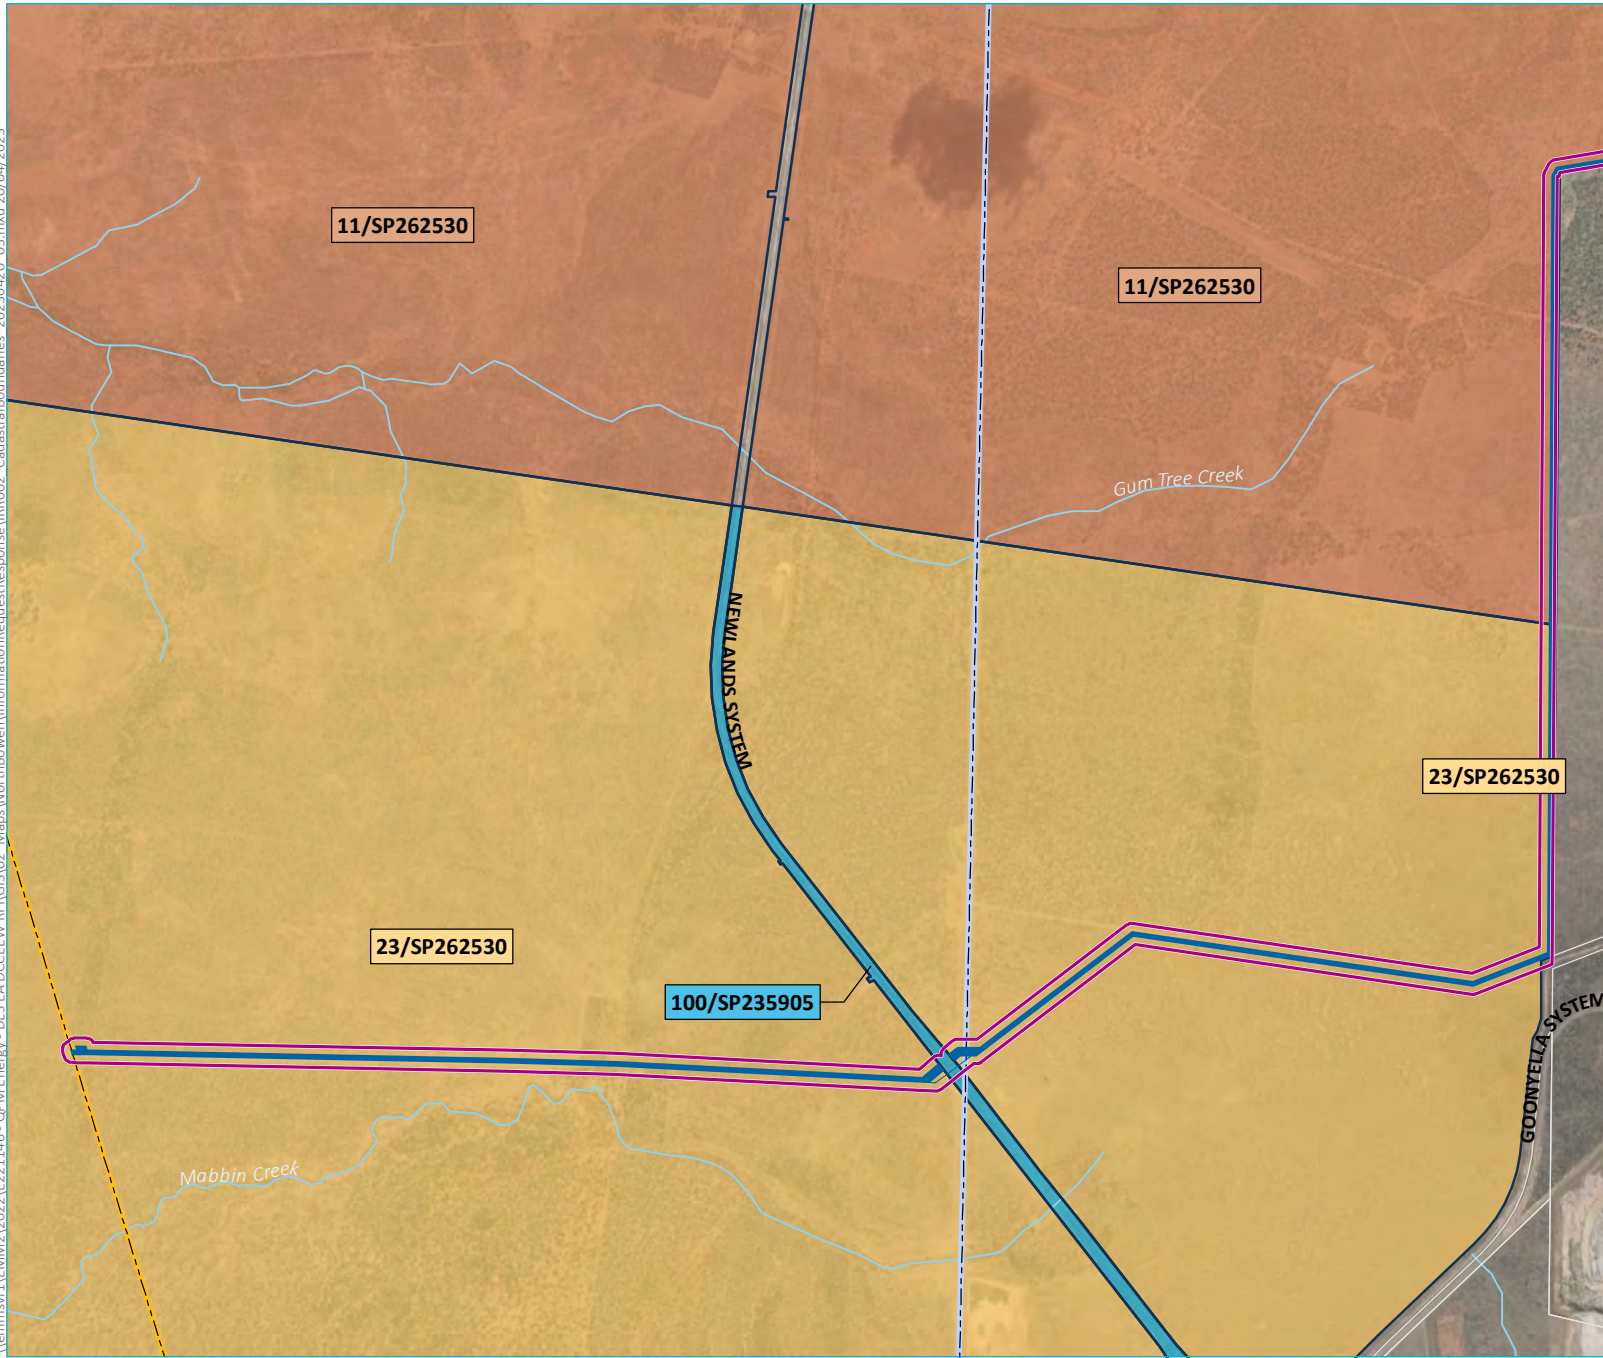 11/SP262530
11/SP262530
Gum Tree Creek
NEWLANDS SYSTEM
23/SP262530
23/SP262530
100/SP235905
GOONYELLA SYSTEM
Mabbin Creek